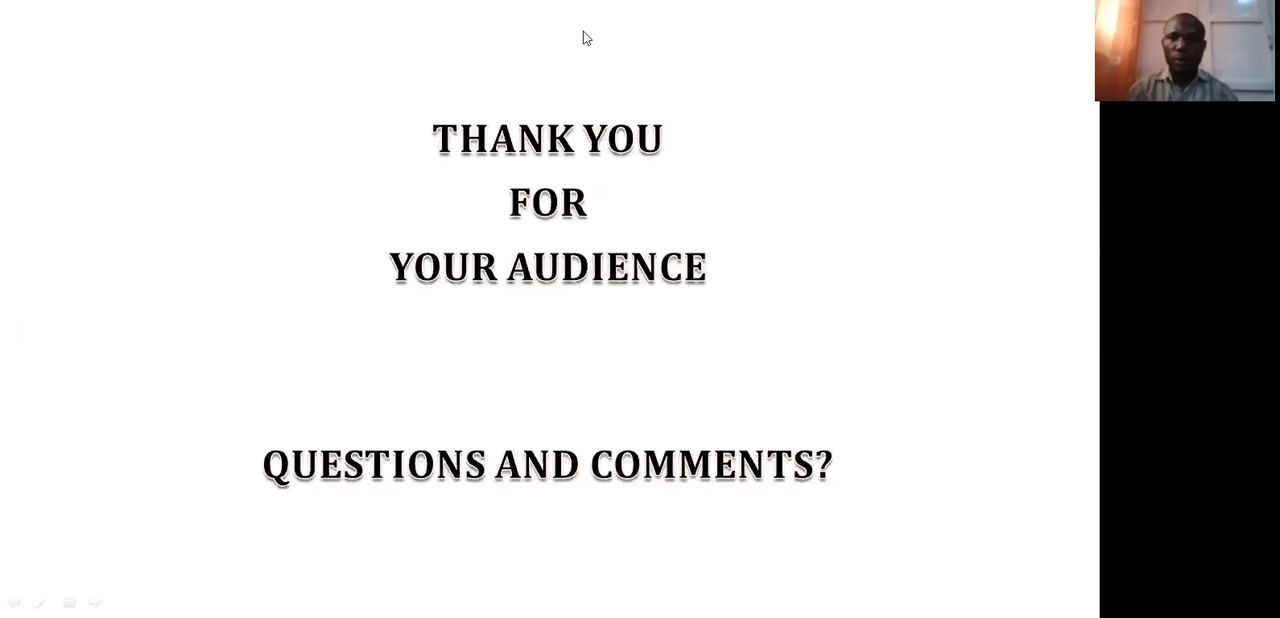 THANK YOU
FOR
YOUR AUDIENCE
QUESTIONS AND COMMENTS?